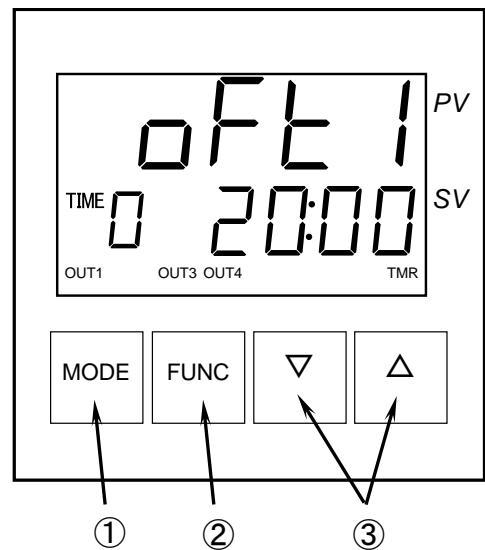 oFt1 PV
TIME 0 20:00 SV
OUT1 OUT3 OUT4 TMR
MODE FUNC ▽ △
① ② ③